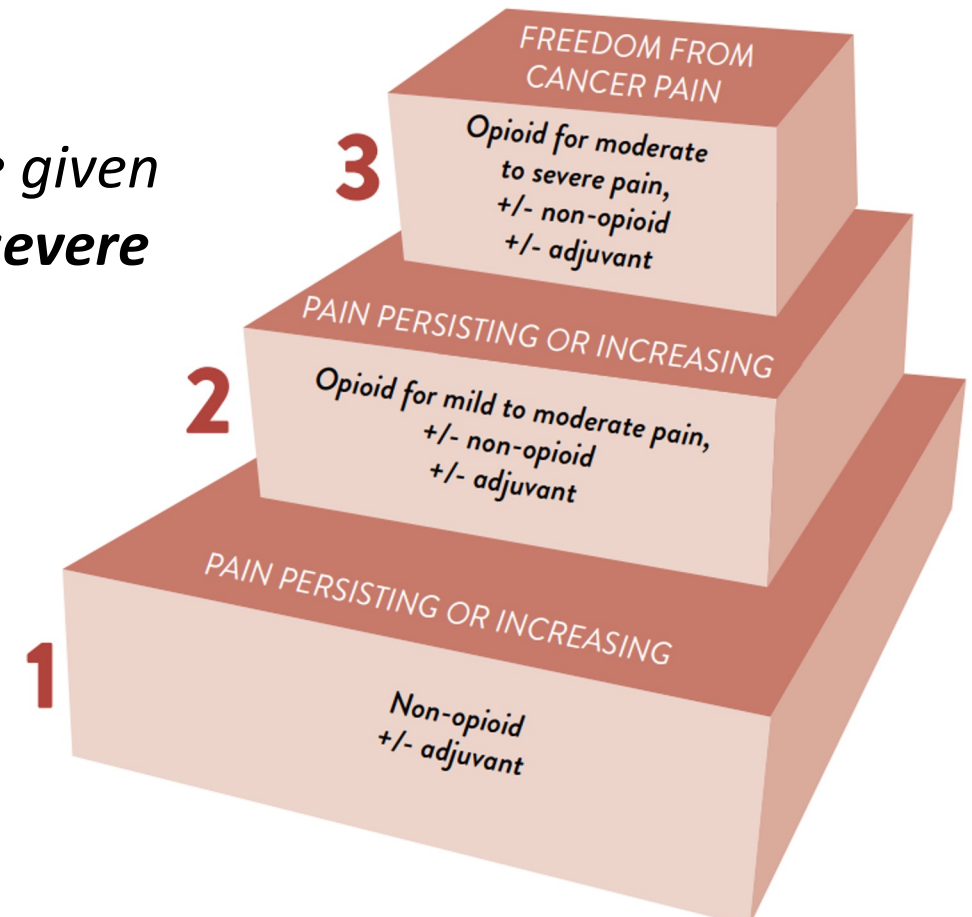 given
severe
3
FREEDOM FROM
CANCER PAIN
Opioid for moderate
to severe pain,
+/- non-opioid
+/- adjuvant
2
PAIN PERSISTING OR INCREASING
Opioid for mild to moderate pain,
+/- non-opioid
+/- adjuvant
1
PAIN PERSISTING OR INCREASING
Non-opioid
+/- adjuvant